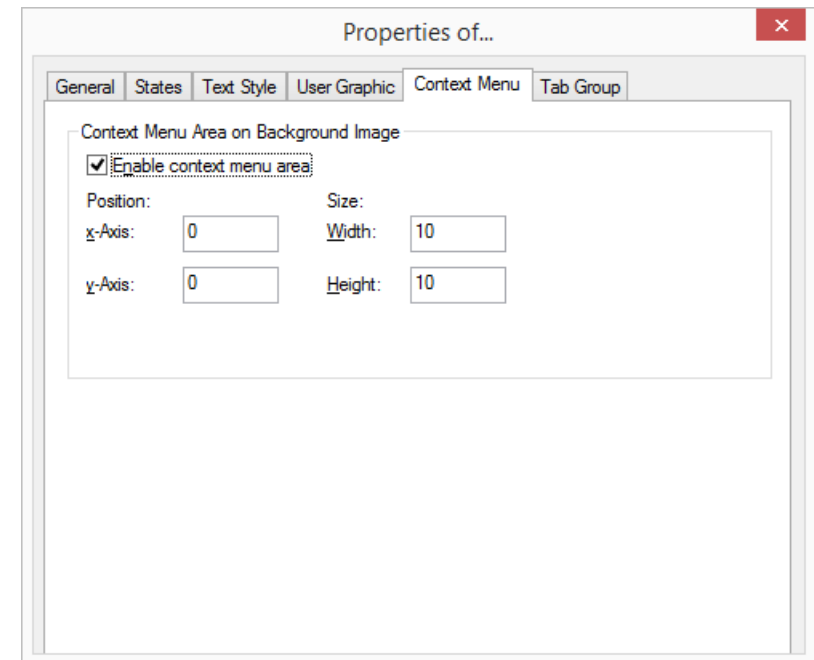 Properties of...
General States Text Style User Graphic Context Menu Tab Group
Context Menu Area on Background Image
Enable context menu area
Position: Size:
x-Axis: 0 Width: 10
y-Axis: 0 Height: 10